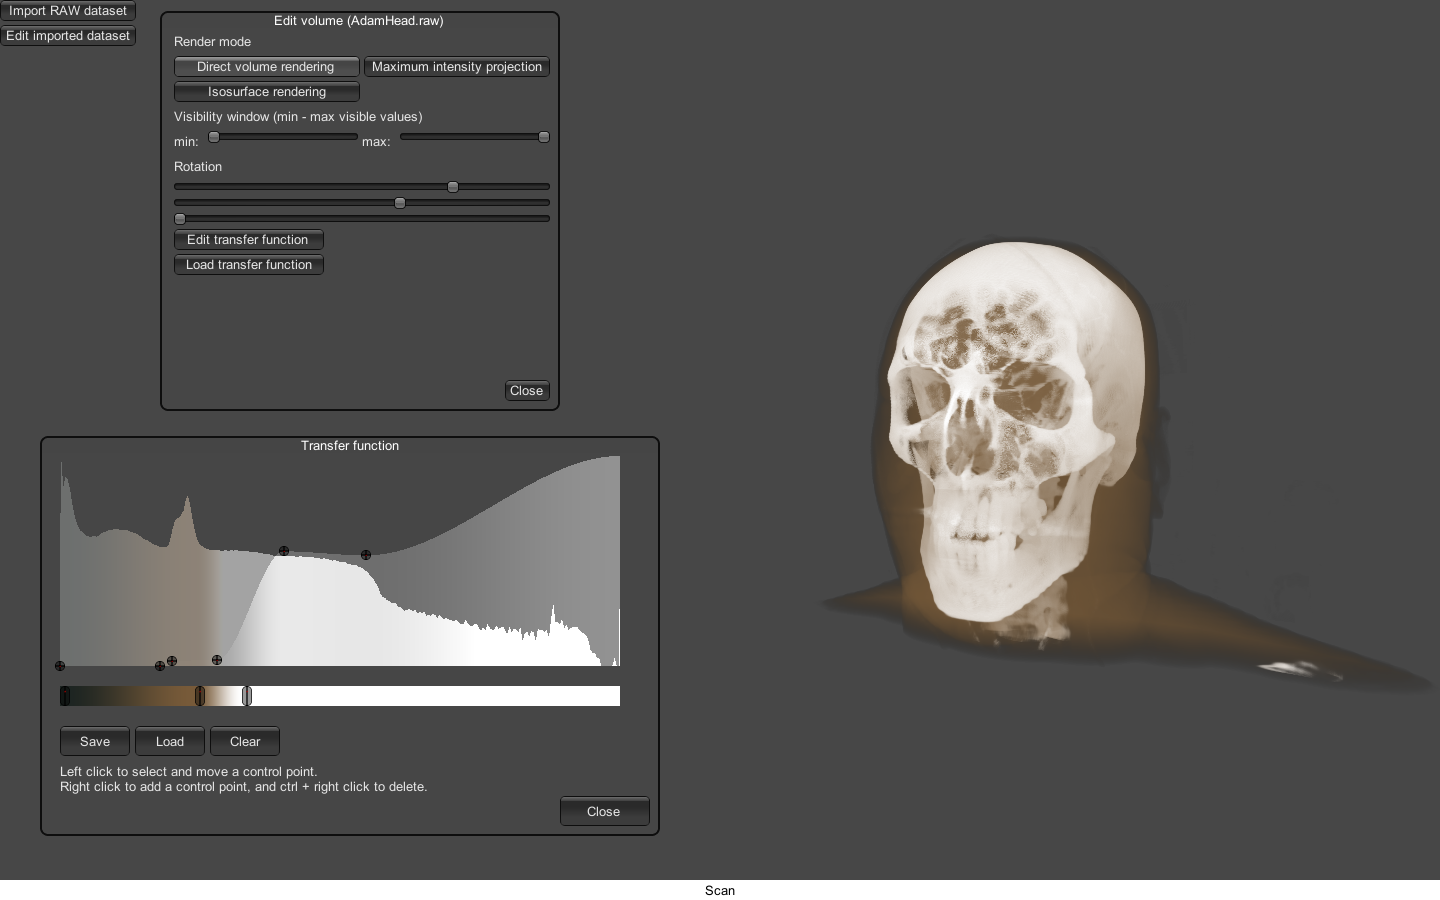 Import RAW dataset
Edit imported dataset
Edit volume (AdamHead.raw)
Render mode
Direct volume rendering
Maximum intensity projection
Isosurface rendering
Visibility window (min - max visible values)
min:
max:
Rotation
Edit transfer function
Load transfer function
Close
Transfer function
Save
Load
Clear
Left click to select and move a control point.
Right click to add a control point, and ctrl + right click to delete.
Close
Scan